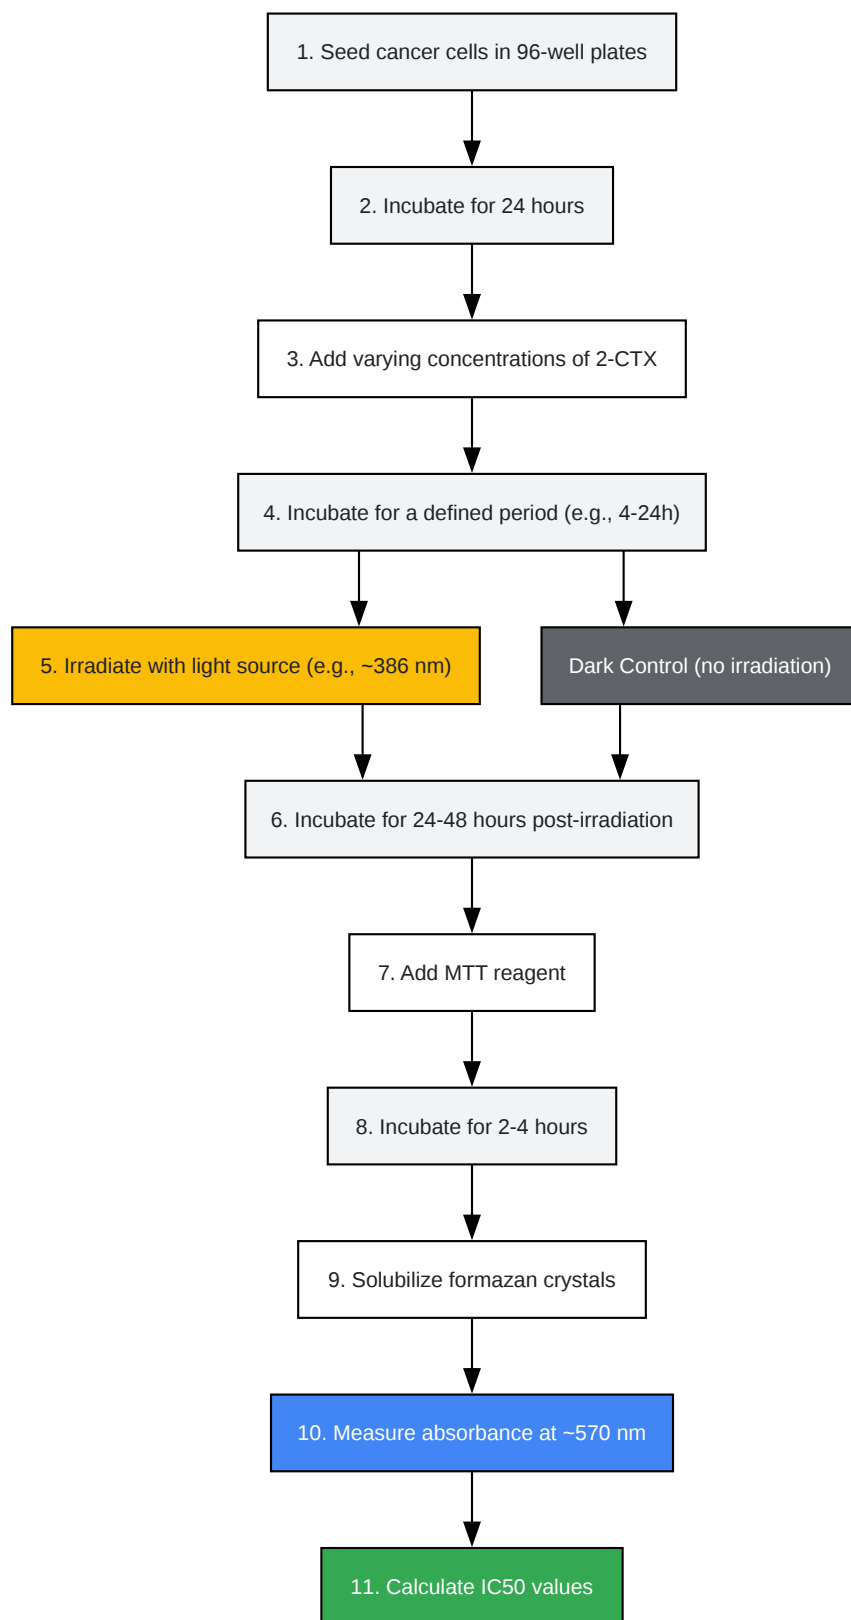 1. Seed cancer cells in 96-well plates
2. Incubate for 24 hours
3. Add varying concentrations of 2-CTX
4. Incubate for a defined period (e.g., 4-24h)
5. Irradiate with light source (e.g., ~386 nm)
Dark Control (no irradiation)
6. Incubate for 24-48 hours post-irradiation
7. Add MTT reagent
8. Incubate for 2-4 hours
9. Solubilize formazan crystals
10. Measure absorbance at ~570 nm
11. Calculate IC50 values